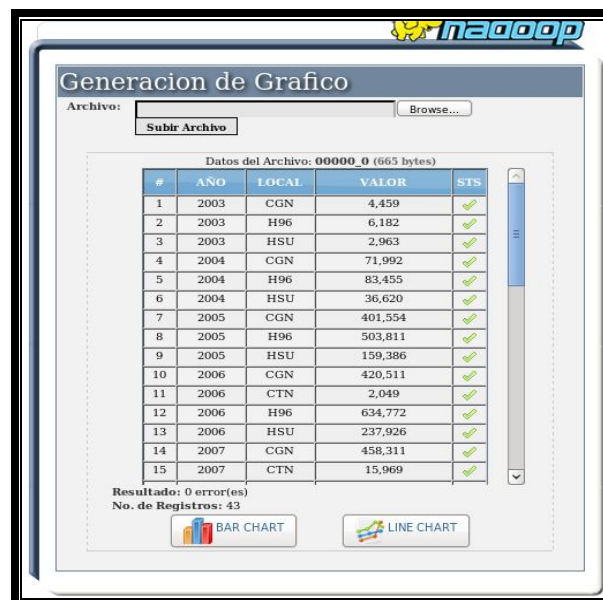 hadoop
Generacion de Grafico
Archivo: Browse...
Subir Archivo
Datos del Archivo: 00000_0 (665 bytes)
# AÑO LOCAL VALOR STS
1 2003 CGN 4,459
2 2003 H96 6,182
3 2003 HSU 2,963
4 2004 CGN 71,992
5 2004 H96 83,455
6 2004 HSU 36,620
7 2005 CGN 401,554
8 2005 H96 503,811
9 2005 HSU 159,386
10 2006 CGN 420,511
11 2006 CTN 2,049
12 2006 H96 634,772
13 2006 HSU 237,926
14 2007 CGN 458,311
15 2007 CTN 15,969
Resultado: 0 error(es)
No. de Registros: 43
BAR CHART LINE CHART